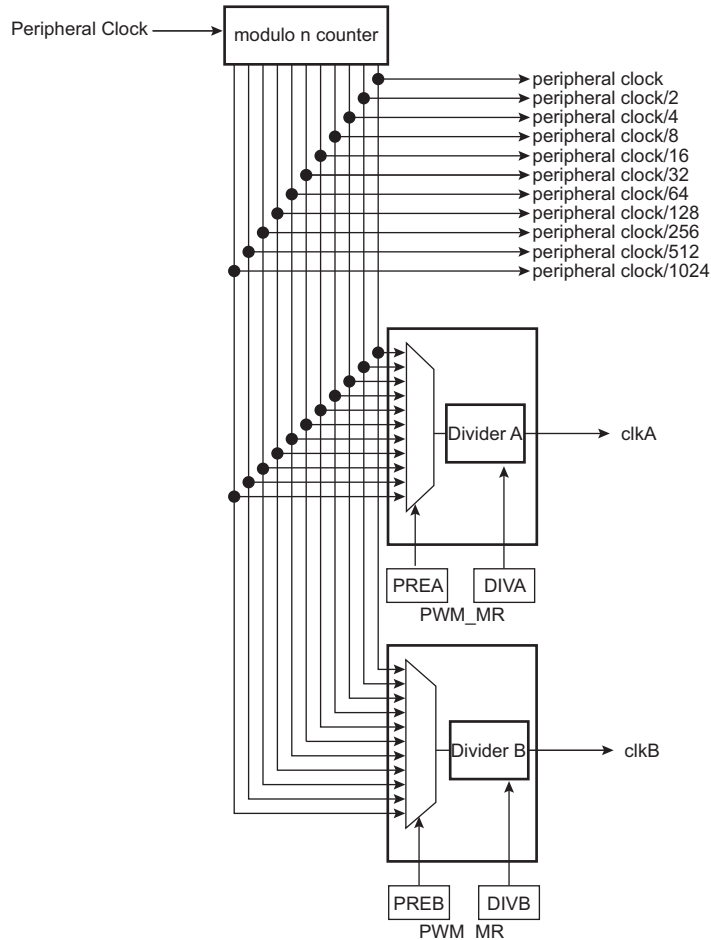 Peripheral Clock
modulo n counter
peripheral clock
peripheral clock/2
peripheral clock/4
peripheral clock/8
peripheral clock/16
peripheral clock/32
peripheral clock/64
peripheral clock/128
peripheral clock/256
peripheral clock/512
peripheral clock/1024
Divider A
clkA
PREA
DIVA
PWM_MR
Divider B
clkB
PREB
DIVB
PWM_MR